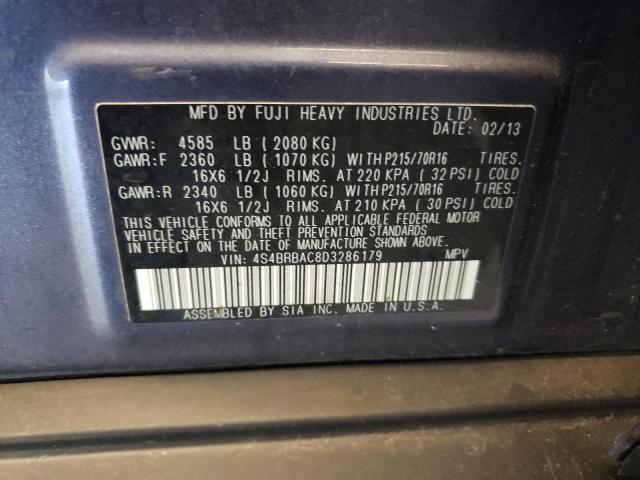 MFD BY FUJI HEAVY INDUSTRIES LTD.
DATE: 02/13
GVWR: 4585 LB ( 2080 KG)
GAWR:F 2360 LB ( 1070 KG) WITH P215/70R16 TIRES.
16X6 1/2J RIMS. AT 220 KPA ( 32 PSI) COLD
GAWR:R 2340 LB ( 1060 KG) WITH P215/70R16 TIRES.
16X6 1/2J RIMS. AT 210 KPA ( 30 PSI) COLD
THIS VEHICLE CONFORMS TO ALL APPLICABLE FEDERAL MOTOR
VEHICLE SAFETY AND THEFT PREVENTION STANDARDS
IN EFFECT ON THE DATE OF MANUFACTURE SHOWN ABOVE.
VIN: 4S4BRBAC8D3286179 MPV
ASSEMBLED BY SIA INC. MADE IN U.S.A.